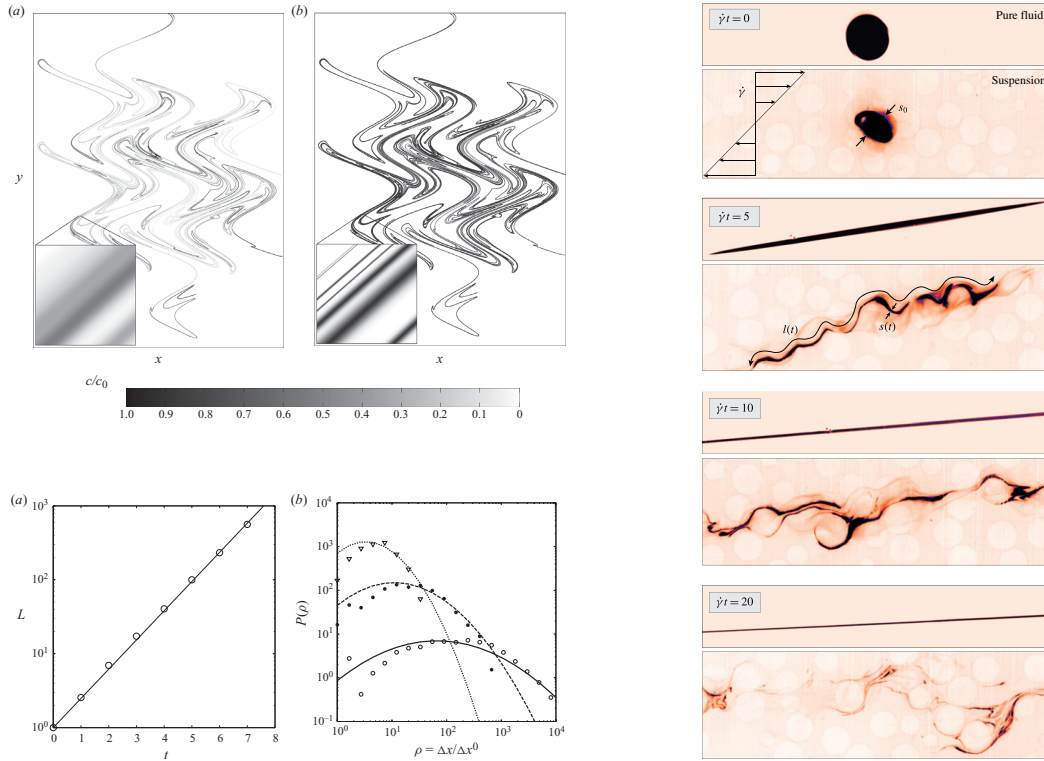 (a)
(b)
y
x
x
c/c0
1.0 0.9 0.8 0.7 0.6 0.5 0.4 0.3 0.2 0.1 0
(a)
10^3
10^2
L
10^1
10^0
0 1 2 3 4 5 6 7 8
t
(b)
10^4
10^3
10^2
P(ρ)
10^1
10^0
10^−1
10^0 10^1 10^2 10^3 10^4
ρ = Δx/Δx^0
γ̇t = 0
Pure fluid
Suspension
γ̇
s0
γ̇t = 5
l(t)
s(t)
γ̇t = 10
γ̇t = 20